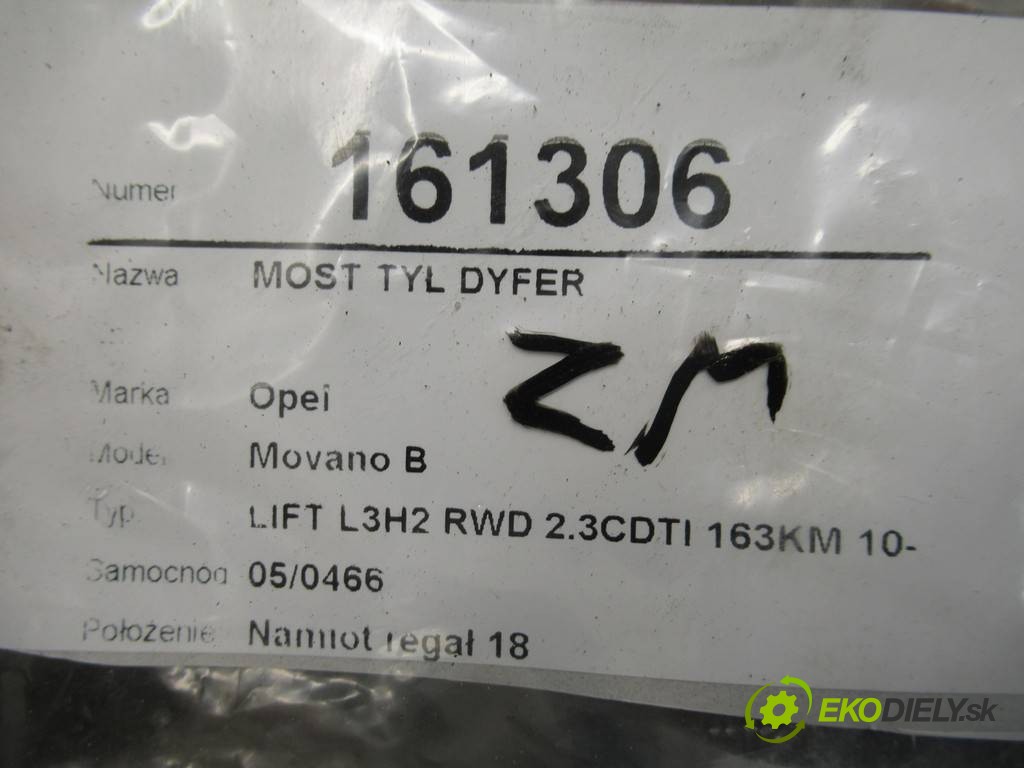 Numer 161306
Nazwa MOST TYL DYFER
ZM
Marka Opel
Model Movano B
Typ LIFT L3H2 RWD 2.3CDTI 163KM 10-
Samochód 05/0466
Położenie Namiot regał 18
EKODIELY.sk